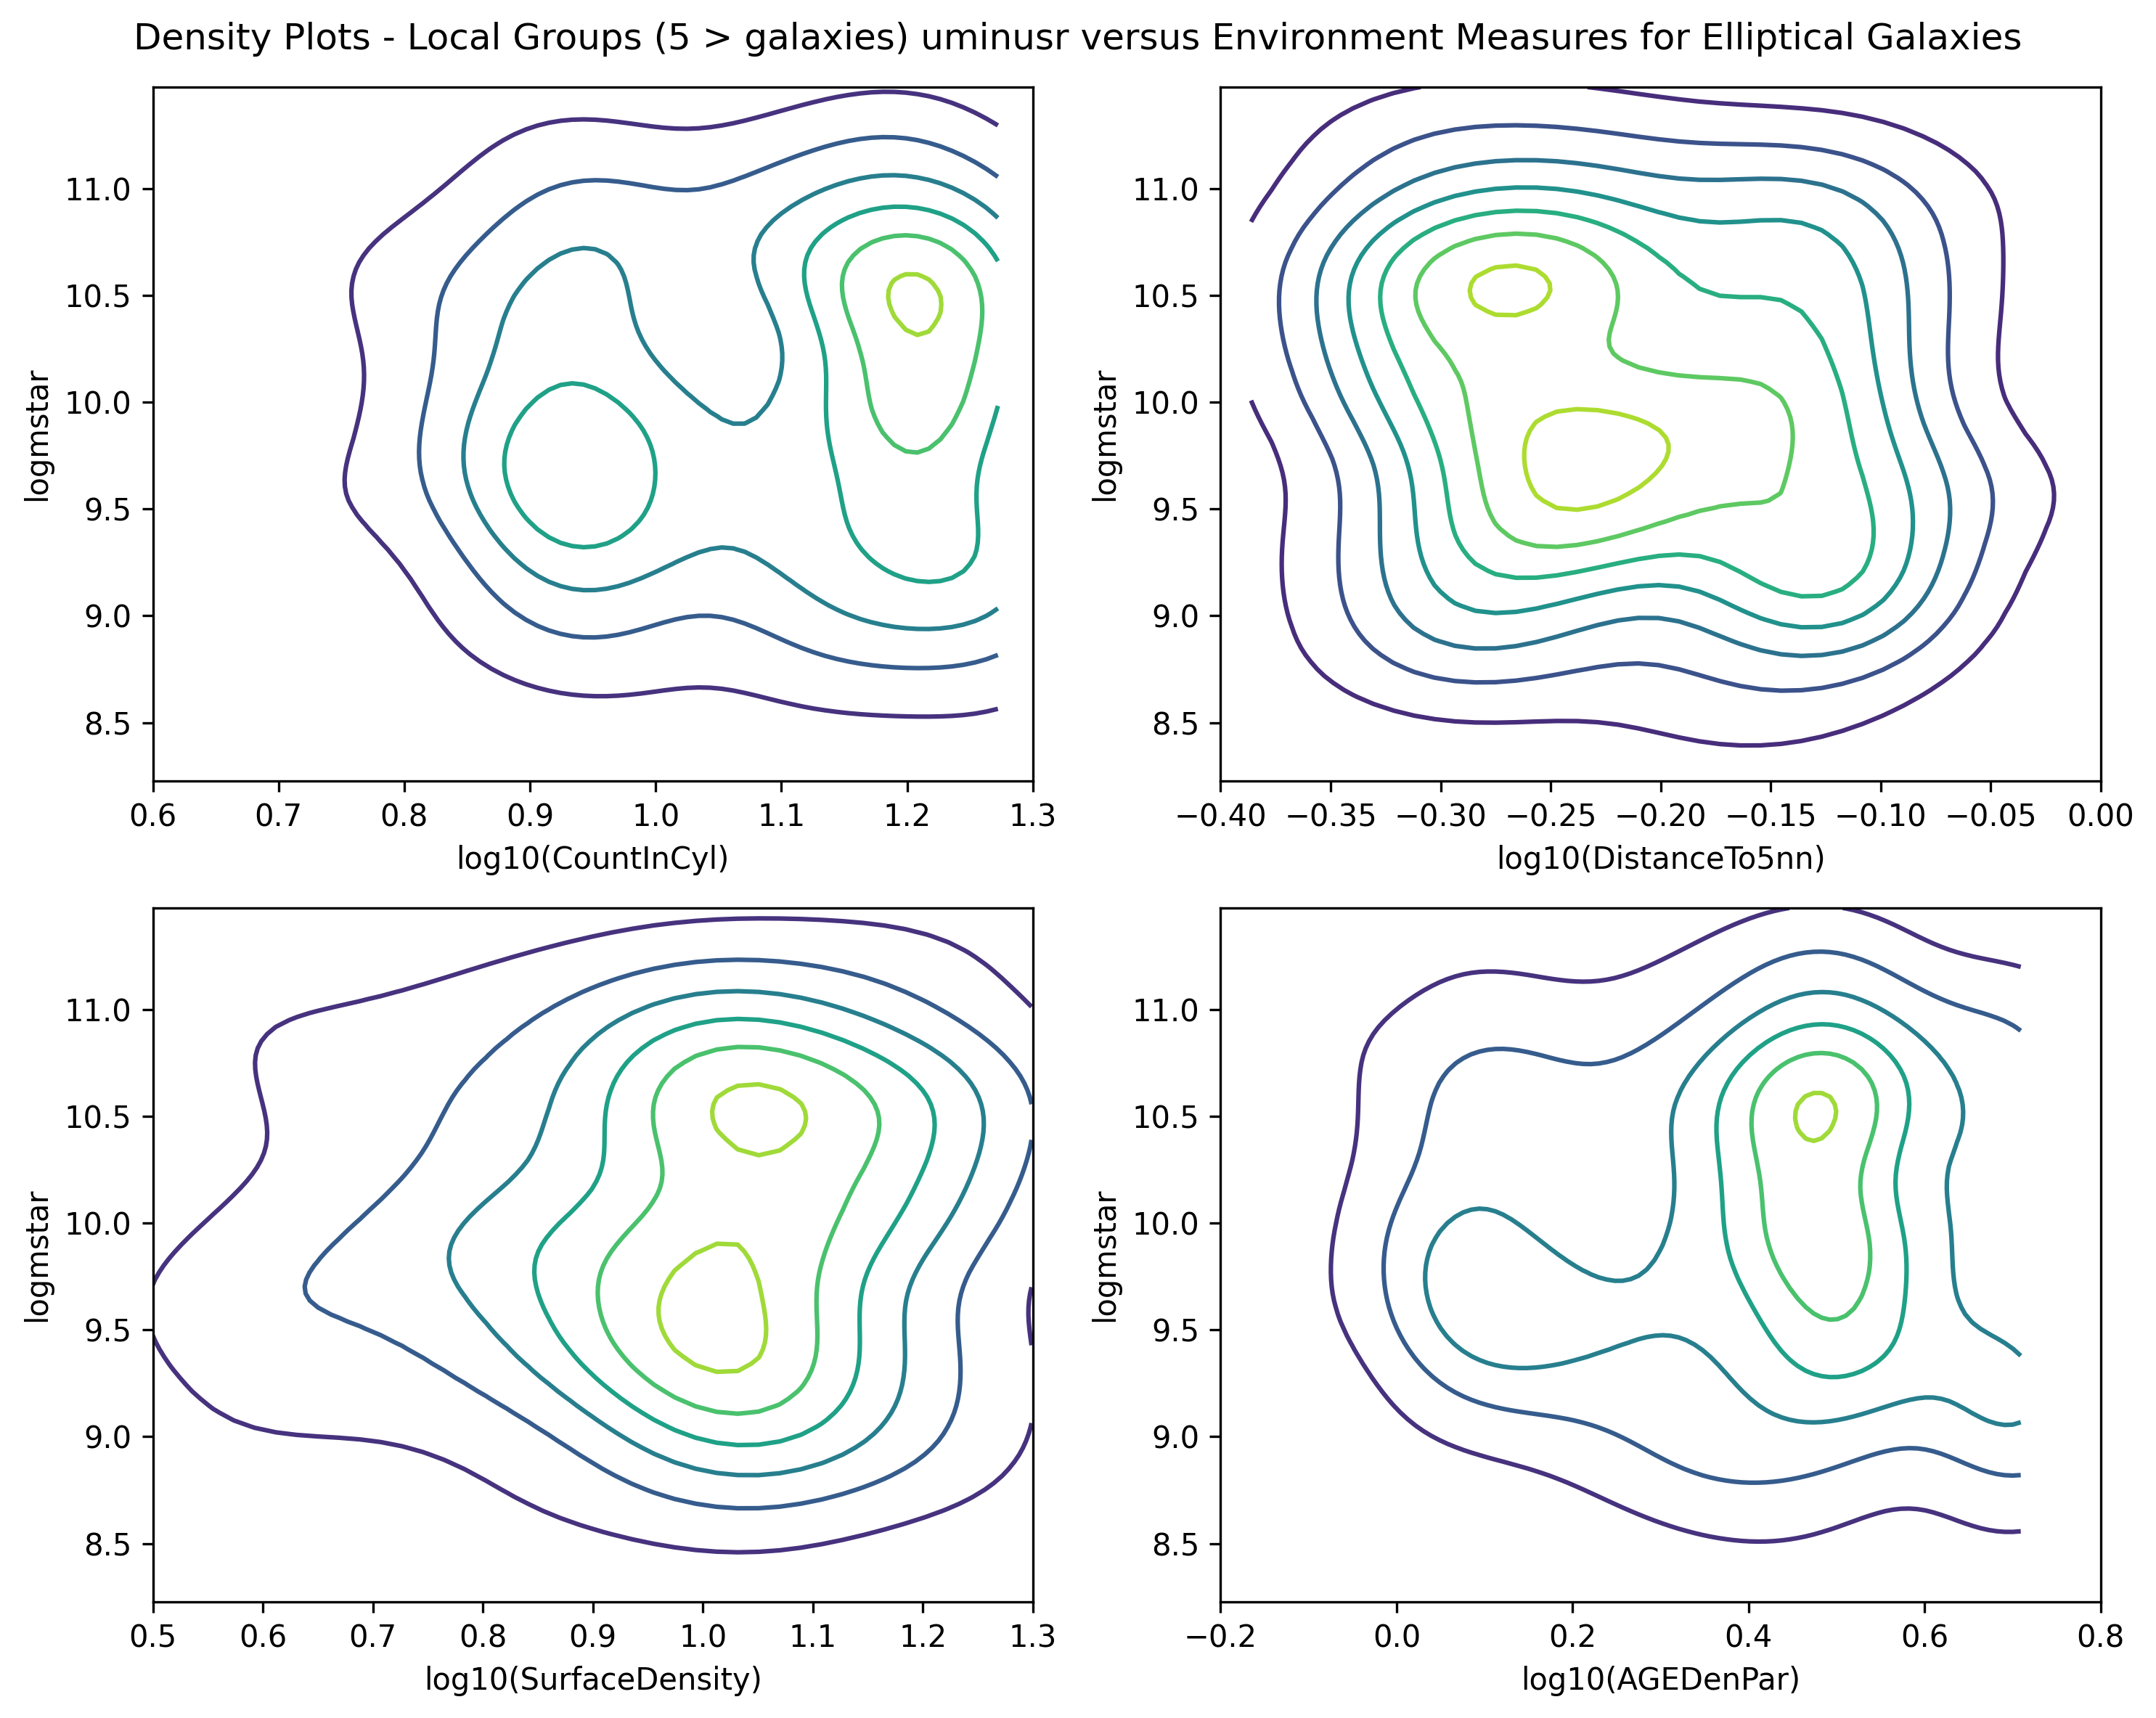 Density Plots - Local Groups (5 > galaxies) uminusr versus Environment Measures for Elliptical Galaxies
11.0
10.5
10.0
9.5
9.0
8.5
logmstar
0.6 0.7 0.8 0.9 1.0 1.1 1.2 1.3
log10(CountInCyl)
11.0
10.5
10.0
9.5
9.0
8.5
logmstar
−0.40 −0.35 −0.30 −0.25 −0.20 −0.15 −0.10 −0.05 0.00
log10(DistanceTo5nn)
11.0
10.5
10.0
9.5
9.0
8.5
logmstar
0.5 0.6 0.7 0.8 0.9 1.0 1.1 1.2 1.3
log10(SurfaceDensity)
11.0
10.5
10.0
9.5
9.0
8.5
logmstar
−0.2 0.0 0.2 0.4 0.6 0.8
log10(AGEDenPar)